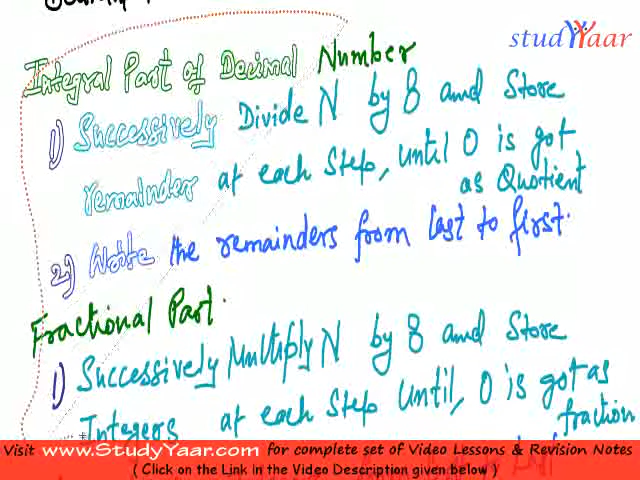 studYYaar
Integral Part of Decimal Number
1) Successively Divide N by 8 and Store
remainder at each Step, until 0 is got
as Quotient
2) Write the remainders from last to first.
Fractional Part.
1) Successively Multiply N by 8 and Store
Integers at each Step Until, 0 is got as
fraction
Visit www.StudyYaar.com for complete set of Video Lessons & Revision Notes
( Click on the Link in the Video Description given below )